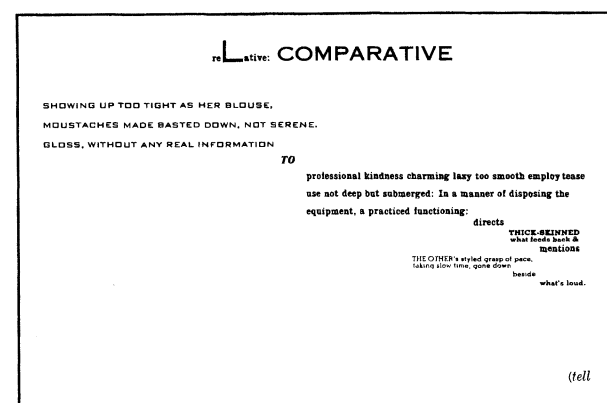 reLative: COMPARATIVE
SHOWING UP TOO TIGHT AS HER BLOUSE,
MOUSTACHES MADE BASTED DOWN, NOT SERENE.
GLOSS, WITHOUT ANY REAL INFORMATION
TO
professional kindness charming laxy too smooth employ tease
use not deep but submerged: In a manner of disposing the
equipment, a practiced functioning:
directs
THICK-SKINNED
what feeds back &
mentions
THE OTHER's styled grasp of pace,
taking slow time, gone down
beside
what's loud.
(tell